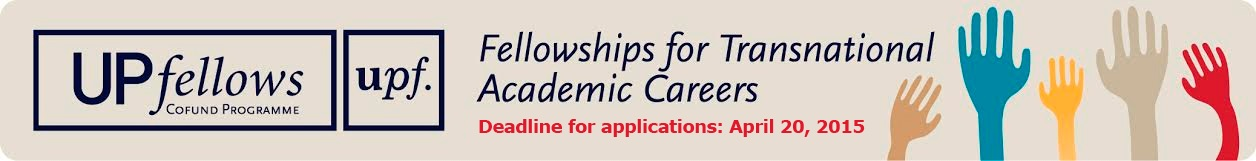 UPfellows
COFUND PROGRAMME
upf.
Fellowships for Transnational
Academic Careers
Deadline for applications: April 20, 2015